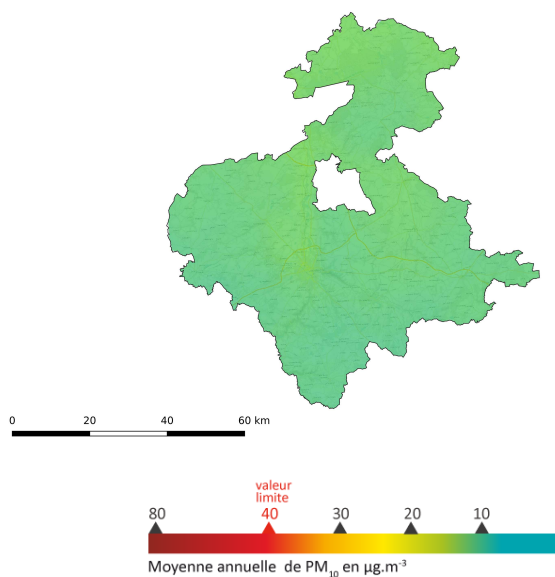 0 20 40 60 km
valeur
limite
80 40 30 20 10
Moyenne annuelle de PM₁₀ en µg.m⁻³